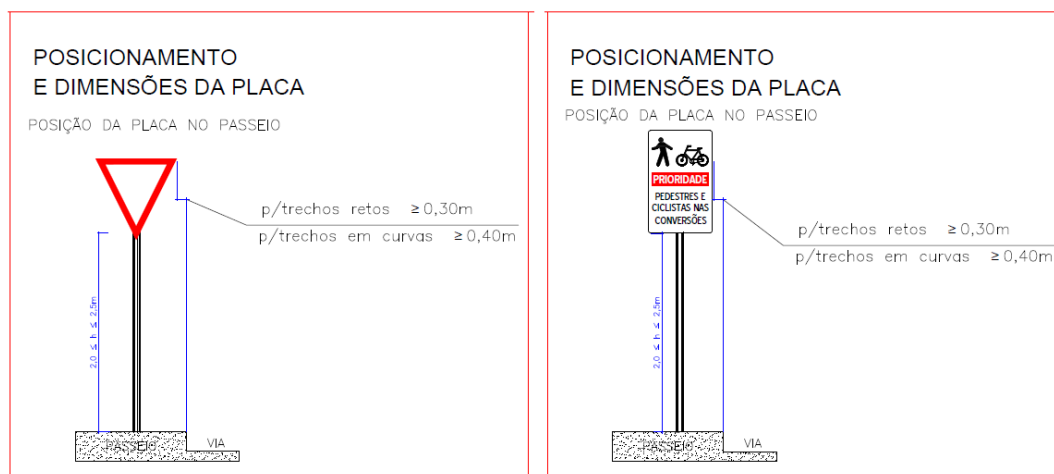 POSICIONAMENTO
E DIMENSÕES DA PLACA
POSIÇÃO DA PLACA NO PASSEIO
p/trechos retos ≥0,30m
p/trechos em curvas ≥0,40m
2,0 ≤ h ≤ 2,5m
PASSEIO
VIA
POSICIONAMENTO
E DIMENSÕES DA PLACA
POSIÇÃO DA PLACA NO PASSEIO
PRIORIDADE
PEDESTRES E
CICLISTAS NAS
CONVERSÕES
p/trechos retos ≥0,30m
p/trechos em curvas ≥0,40m
2,0 ≤ h ≤ 2,5m
PASSEIO
VIA